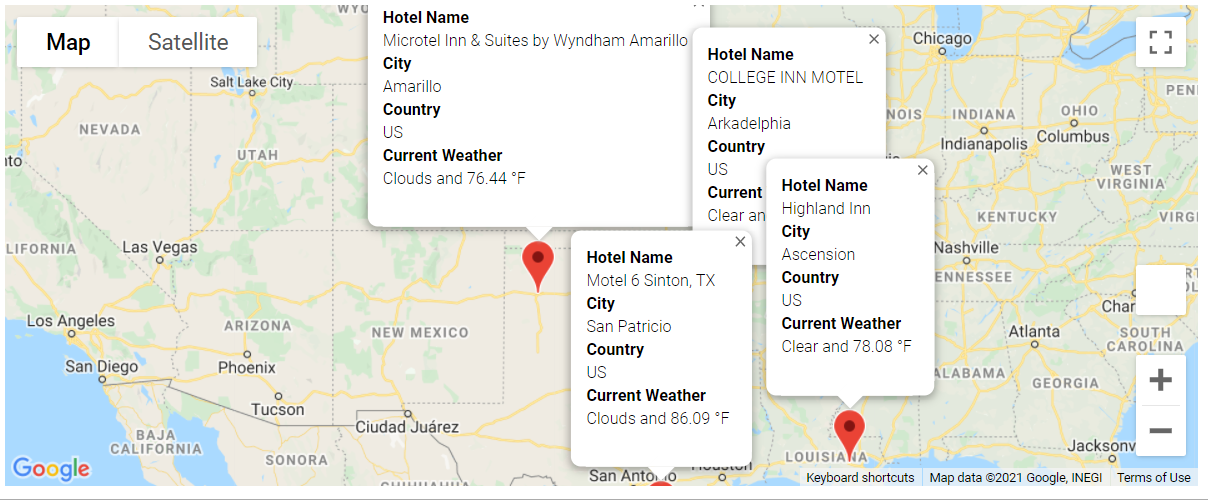 Map
Satellite
Hotel Name
Microtel Inn & Suites by Wyndham Amarillo
City
Amarillo
Country
US
Current Weather
Clouds and 76.44 °F
Hotel Name
COLLEGE INN MOTEL
City
Arkadelphia
Country
US
Current
Clear an
Hotel Name
Highland Inn
City
Ascension
Country
US
Current Weather
Clear and 78.08 °F
Hotel Name
Motel 6 Sinton, TX
City
San Patricio
Country
US
Current Weather
Clouds and 86.09 °F
WYO
Salt Lake City
NEVADA
UTAH
nto
LIFORNIA
Las Vegas
Los Angeles
San Diego
ARIZONA
Phoenix
Tucson
NEW MEXICO
Ciudad Juárez
BAJA
CALIFORNIA
SONORA
CHIHUAHUA
San Antonio
Houston
LOUISIANA
Chicago
NOIS
INDIANA
Indianapolis
OHIO
Columbus
PENN
WEST
VIRGINIA
VIRG
KENTUCKY
Nashville
ENNESSEE
Char
Atlanta
SOUTH
CAROLINA
LABAMA
GEORGIA
Jacksonv
Google
Keyboard shortcuts
Map data ©2021 Google, INEGI
Terms of Use